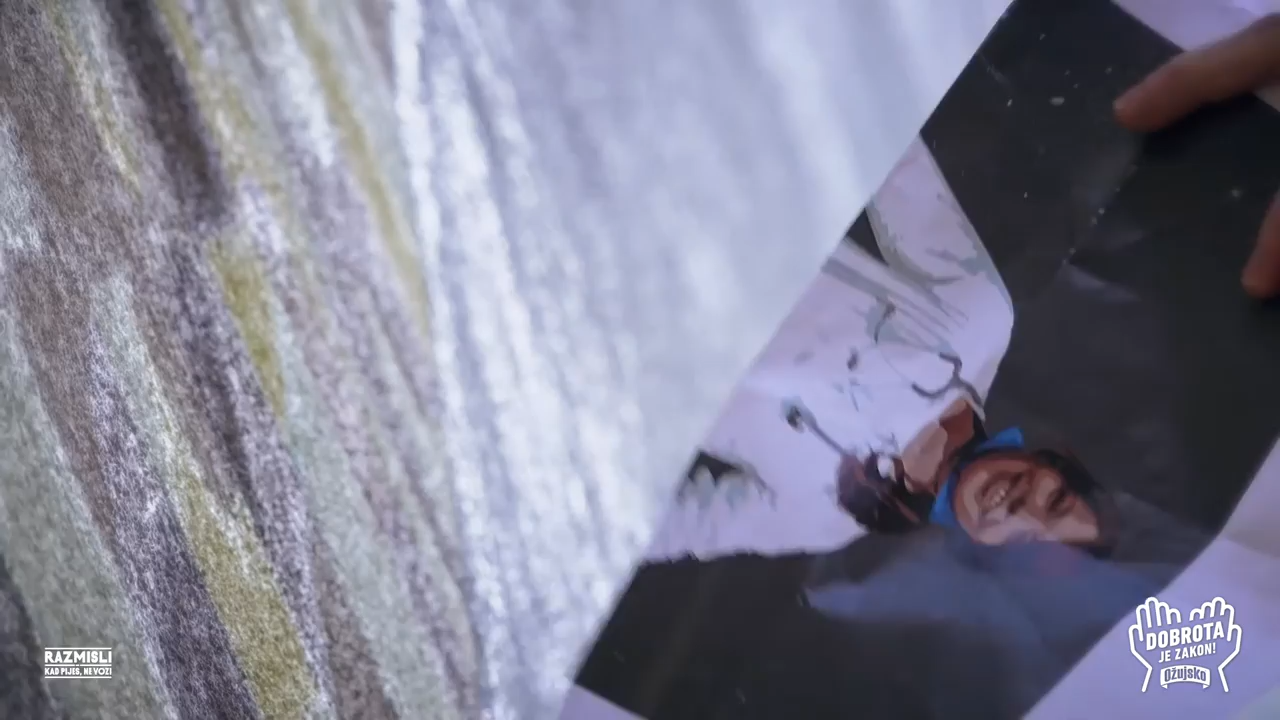 RAZMISLI
KAD PIJEŠ, NE VOZI
DOBROTA
JE ZAKON!
Ožujsko